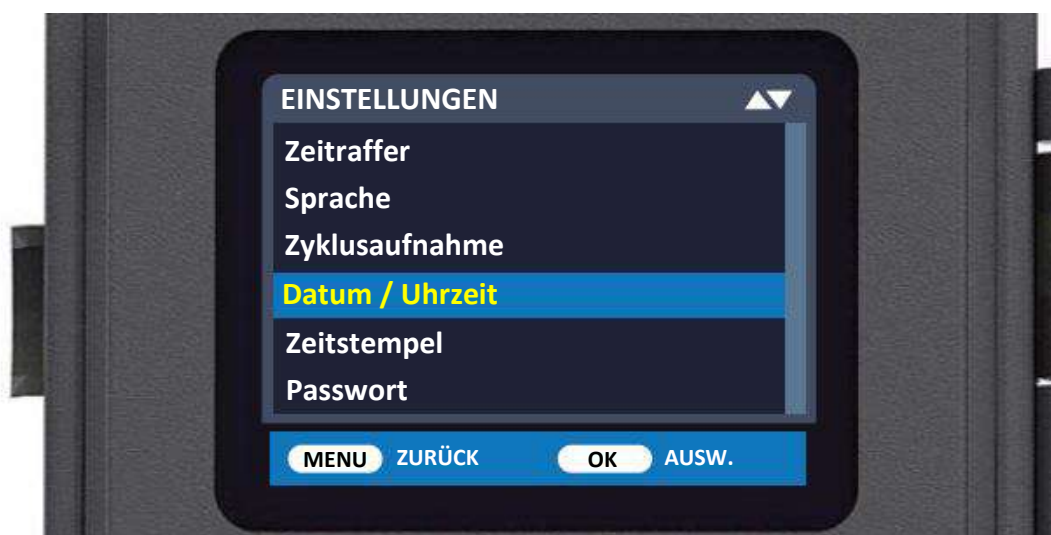 EINSTELLUNGEN
Zeitraffer
Sprache
Zyklusaufnahme
Datum / Uhrzeit
Zeitstempel
Passwort
MENU ZURÜCK OK AUSW.